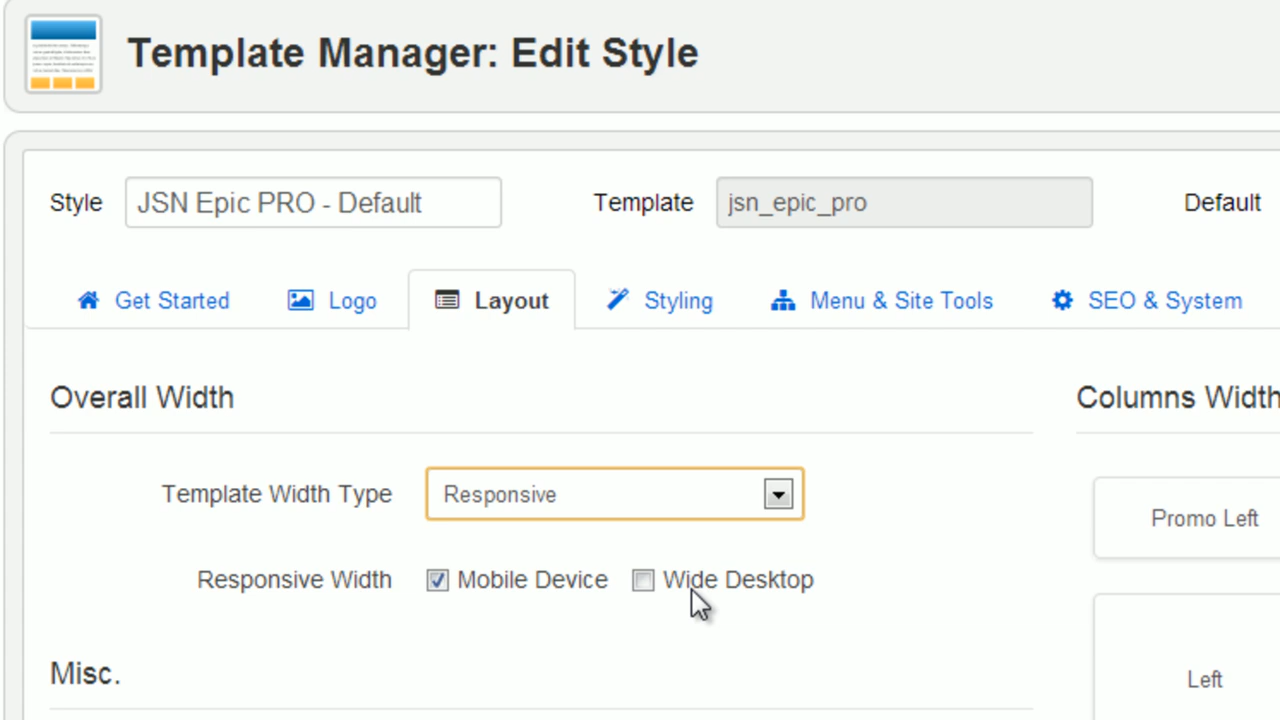 Template Manager: Edit Style
Style JSN Epic PRO - Default Template jsn_epic_pro Default
Get Started Logo Layout Styling Menu & Site Tools SEO & System
Overall Width Columns Width
Template Width Type Responsive
Promo Left
Responsive Width Mobile Device Wide Desktop
Misc.
Left